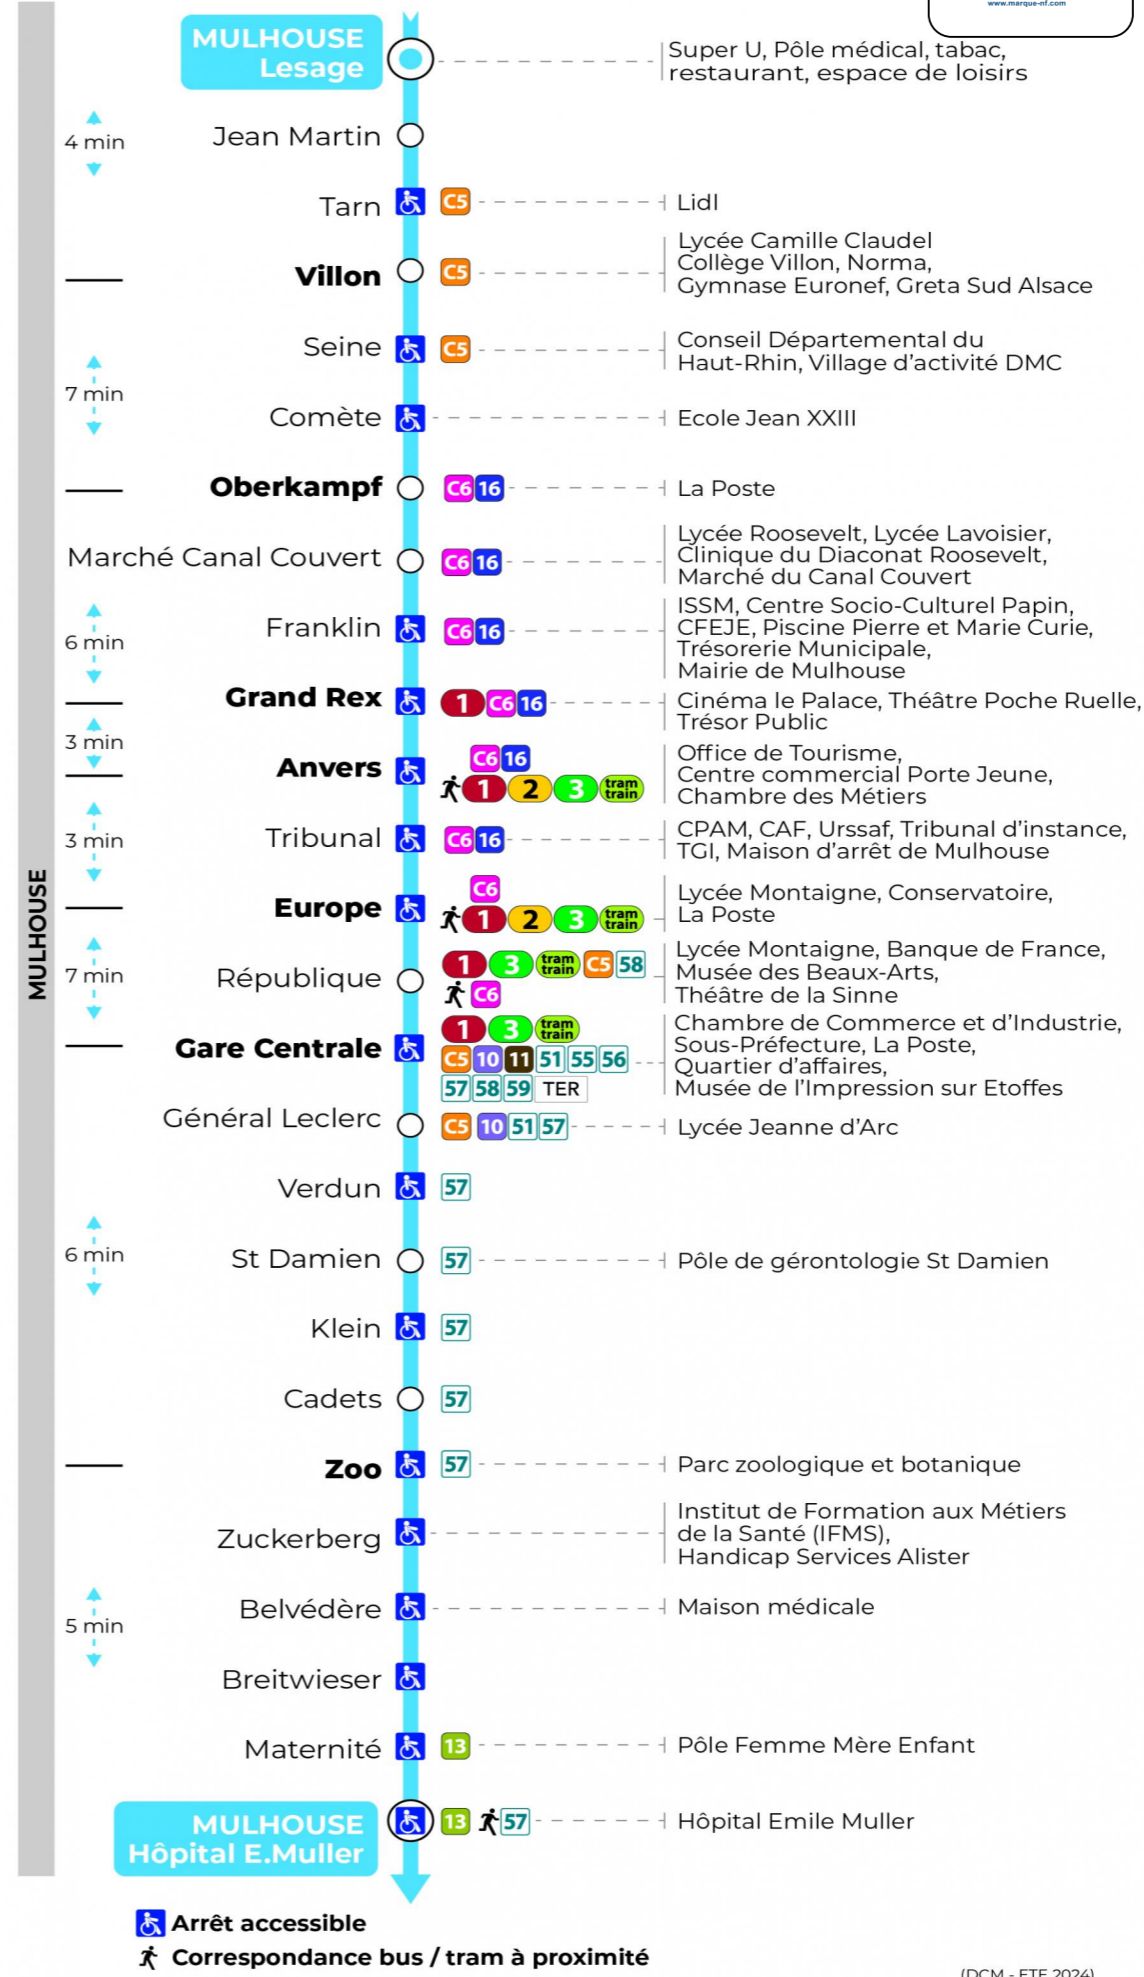 www.marque-nf.com
MULHOUSE
Lesage
Super U, Pôle médical, tabac,
restaurant, espace de loisirs
4 min
Jean Martin
Tarn
C5
Lidl
Villon
C5
Lycée Camille Claudel
Collège Villon, Norma,
Gymnase Euronef, Greta Sud Alsace
Seine
C5
Conseil Départemental du
Haut-Rhin, Village d'activité DMC
7 min
Comète
Ecole Jean XXIII
Oberkampf
C6 16
La Poste
Marché Canal Couvert
C6 16
Lycée Roosevelt, Lycée Lavoisier,
Clinique du Diaconat Roosevelt,
Marché du Canal Couvert
6 min
Franklin
C6 16
ISSM, Centre Socio-Culturel Papin,
CFEJE, Piscine Pierre et Marie Curie,
Trésorerie Municipale,
Mairie de Mulhouse
Grand Rex
1 C6 16
Cinéma le Palace, Théâtre Poche Ruelle,
Trésor Public
3 min
Anvers
C6 16
1 2 3 tram train
Office de Tourisme,
Centre commercial Porte Jeune,
Chambre des Métiers
3 min
Tribunal
C6 16
CPAM, CAF, Urssaf, Tribunal d'instance,
TGI, Maison d'arrêt de Mulhouse
MULHOUSE
Europe
C6
1 2 3 tram train
Lycée Montaigne, Conservatoire,
La Poste
7 min
République
1 3 tram train C5 58
C6
Lycée Montaigne, Banque de France,
Musée des Beaux-Arts,
Théâtre de la Sinne
Gare Centrale
1 3 tram train
C5 10 11 51 55 56
57 58 59 TER
Chambre de Commerce et d'Industrie,
Sous-Préfecture, La Poste,
Quartier d'affaires,
Musée de l'Impression sur Etoffes
Général Leclerc
C5 10 51 57
Lycée Jeanne d'Arc
Verdun
57
6 min
St Damien
57
Pôle de gérontologie St Damien
Klein
57
Cadets
57
Zoo
57
Parc zoologique et botanique
Zuckerberg
Institut de Formation aux Métiers
de la Santé (IFMS),
Handicap Services Alister
5 min
Belvédère
Maison médicale
Breitwieser
Maternité
13
Pôle Femme Mère Enfant
MULHOUSE
Hôpital E.Muller
13 57
Hôpital Emile Muller
Arrêt accessible
Correspondance bus / tram à proximité
(DCM - ETE 2024)